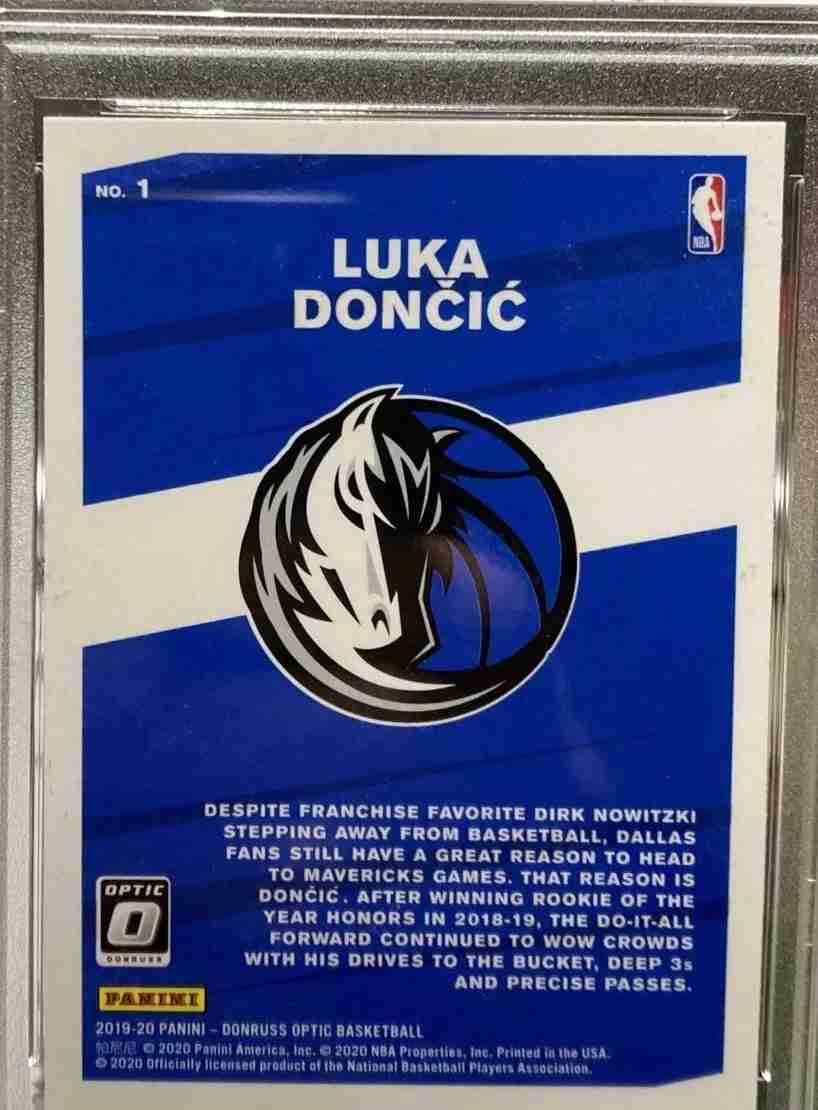 NO. 1
NBA
LUKA
DONČIĆ
DESPITE FRANCHISE FAVORITE DIRK NOWITZKI
STEPPING AWAY FROM BASKETBALL, DALLAS
FANS STILL HAVE A GREAT REASON TO HEAD
TO MAVERICKS GAMES. THAT REASON IS
DONČIĆ. AFTER WINNING ROOKIE OF THE
YEAR HONORS IN 2018-19, THE DO-IT-ALL
FORWARD CONTINUED TO WOW CROWDS
WITH HIS DRIVES TO THE BUCKET, DEEP 3s
AND PRECISE PASSES.
OPTIC
O
DONRUSS
PANINI
2019-20 PANINI – DONRUSS OPTIC BASKETBALL
帕尼尼 © 2020 Panini America, Inc. © 2020 NBA Properties, Inc. Printed in the USA.
© 2020 Officially licensed product of the National Basketball Players Association.